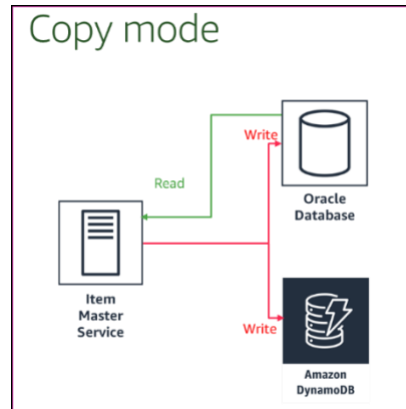 Copy mode
Write
Read
Oracle
Database
Item
Master
Service
Write
Amazon
DynamoDB